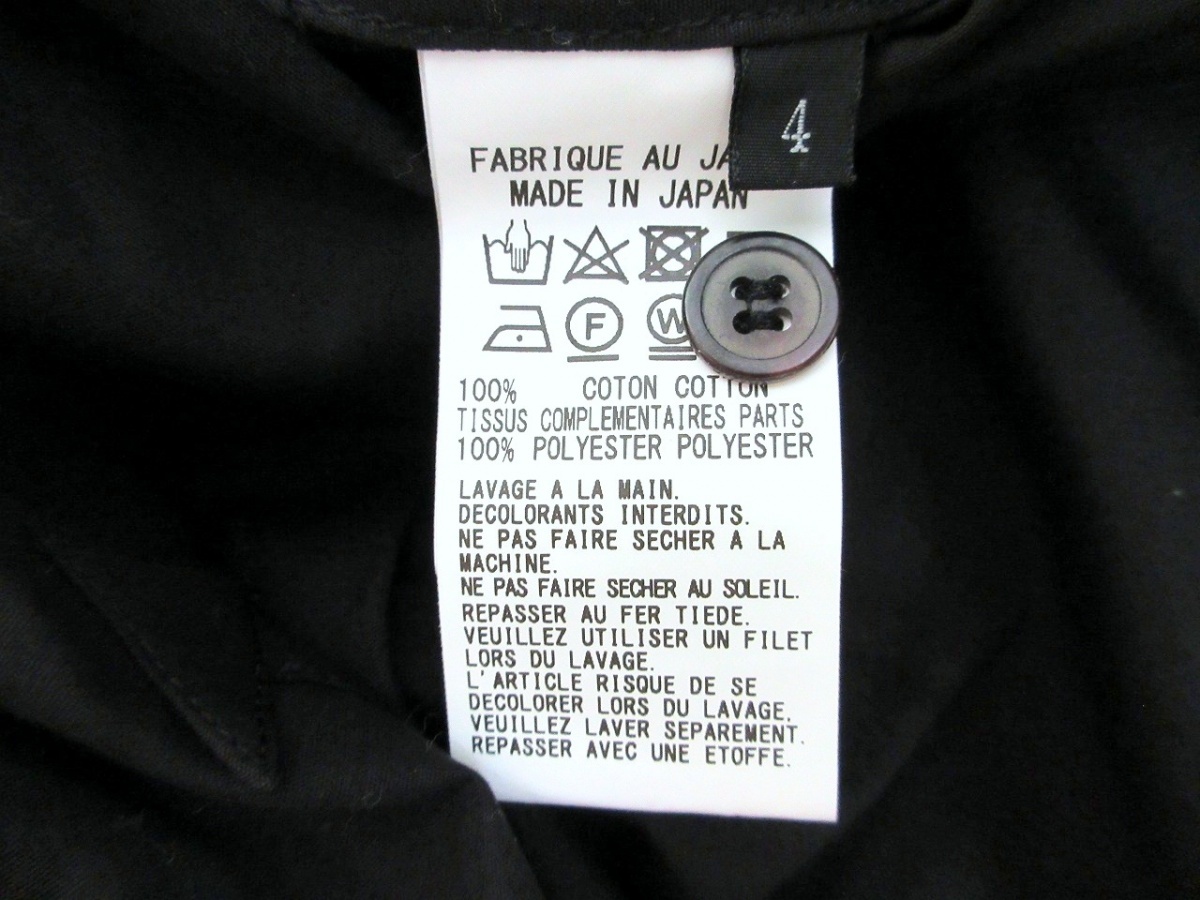 4
FABRIQUE AU
MADE IN JAPAN
F
W
100% COTON COTTON
TISSUS COMPLEMENTAIRES PARTS
100% POLYESTER POLYESTER
LAVAGE A LA MAIN.
DECOLORANTS INTERDITS.
NE PAS FAIRE SECHER A LA
MACHINE.
NE PAS FAIRE SECHER AU SOLEIL.
REPASSER AU FER TIEDE.
VEUILLEZ UTILISER UN FILET
LORS DU LAVAGE.
L'ARTICLE RISQUE DE SE
DECOLORER LORS DU LAVAGE.
VEUILLEZ LAVER SEPAREMENT.
REPASSER AVEC UNE ETOFFE.